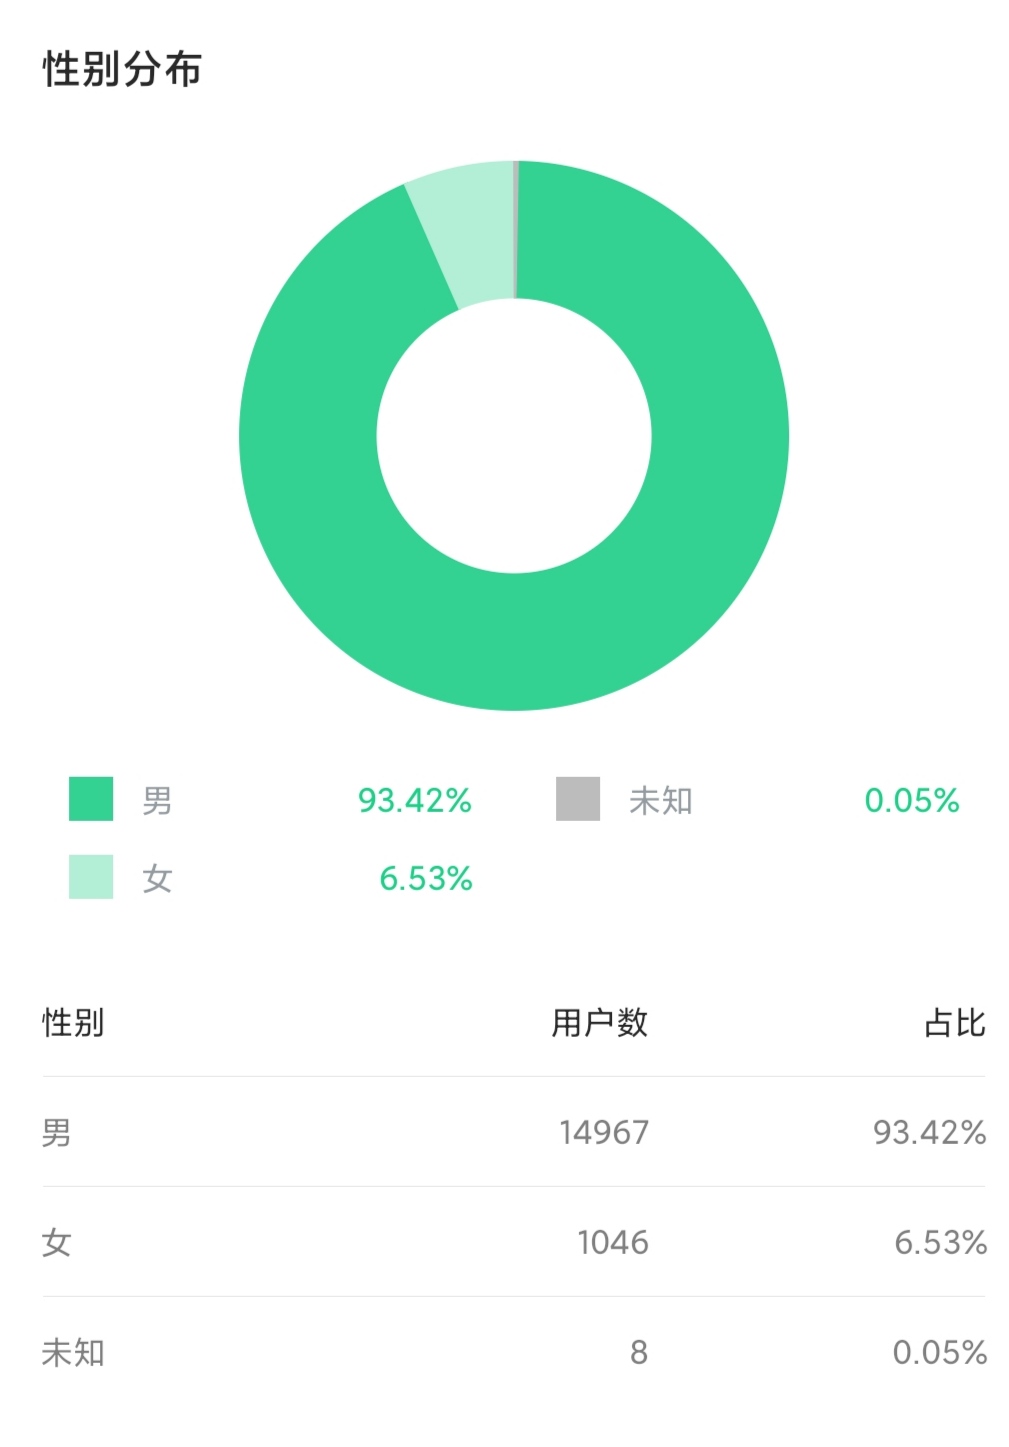 性别分布
男 93.42% 未知 0.05%
女 6.53%
性别 用户数 占比
男 14967 93.42%
女 1046 6.53%
未知 8 0.05%